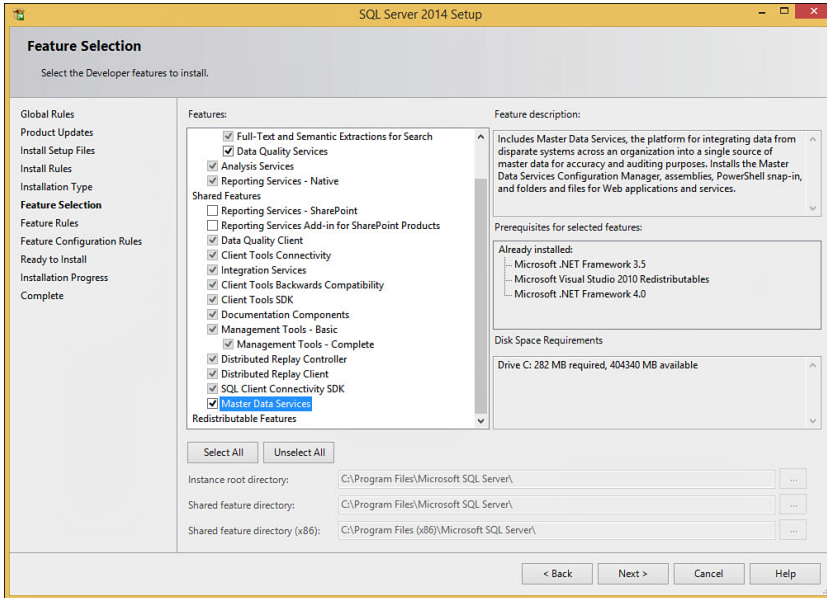 SQL Server 2014 Setup
Feature Selection
Select the Developer features to install.
Global Rules
Product Updates
Install Setup Files
Install Rules
Installation Type
Feature Selection
Feature Rules
Feature Configuration Rules
Ready to Install
Installation Progress
Complete
Features:
Full-Text and Semantic Extractions for Search
Data Quality Services
Analysis Services
Reporting Services - Native
Shared Features
Reporting Services - SharePoint
Reporting Services Add-in for SharePoint Products
Data Quality Client
Client Tools Connectivity
Integration Services
Client Tools Backwards Compatibility
Client Tools SDK
Documentation Components
Management Tools - Basic
Management Tools - Complete
Distributed Replay Controller
Distributed Replay Client
SQL Client Connectivity SDK
Master Data Services
Redistributable Features
Feature description:
Includes Master Data Services, the platform for integrating data from
disparate systems across an organization into a single source of
master data for accuracy and auditing purposes. Installs the Master
Data Services Configuration Manager, assemblies, PowerShell snap-in,
and folders and files for Web applications and services.
Prerequisites for selected features:
Already installed:
Microsoft .NET Framework 3.5
Microsoft Visual Studio 2010 Redistributables
Microsoft .NET Framework 4.0
Disk Space Requirements
Drive C: 282 MB required, 404340 MB available
Select All
Unselect All
Instance root directory:
C:\Program Files\Microsoft SQL Server\
...
Shared feature directory:
C:\Program Files\Microsoft SQL Server\
...
Shared feature directory (x86):
C:\Program Files (x86)\Microsoft SQL Server\
...
< Back
Next >
Cancel
Help